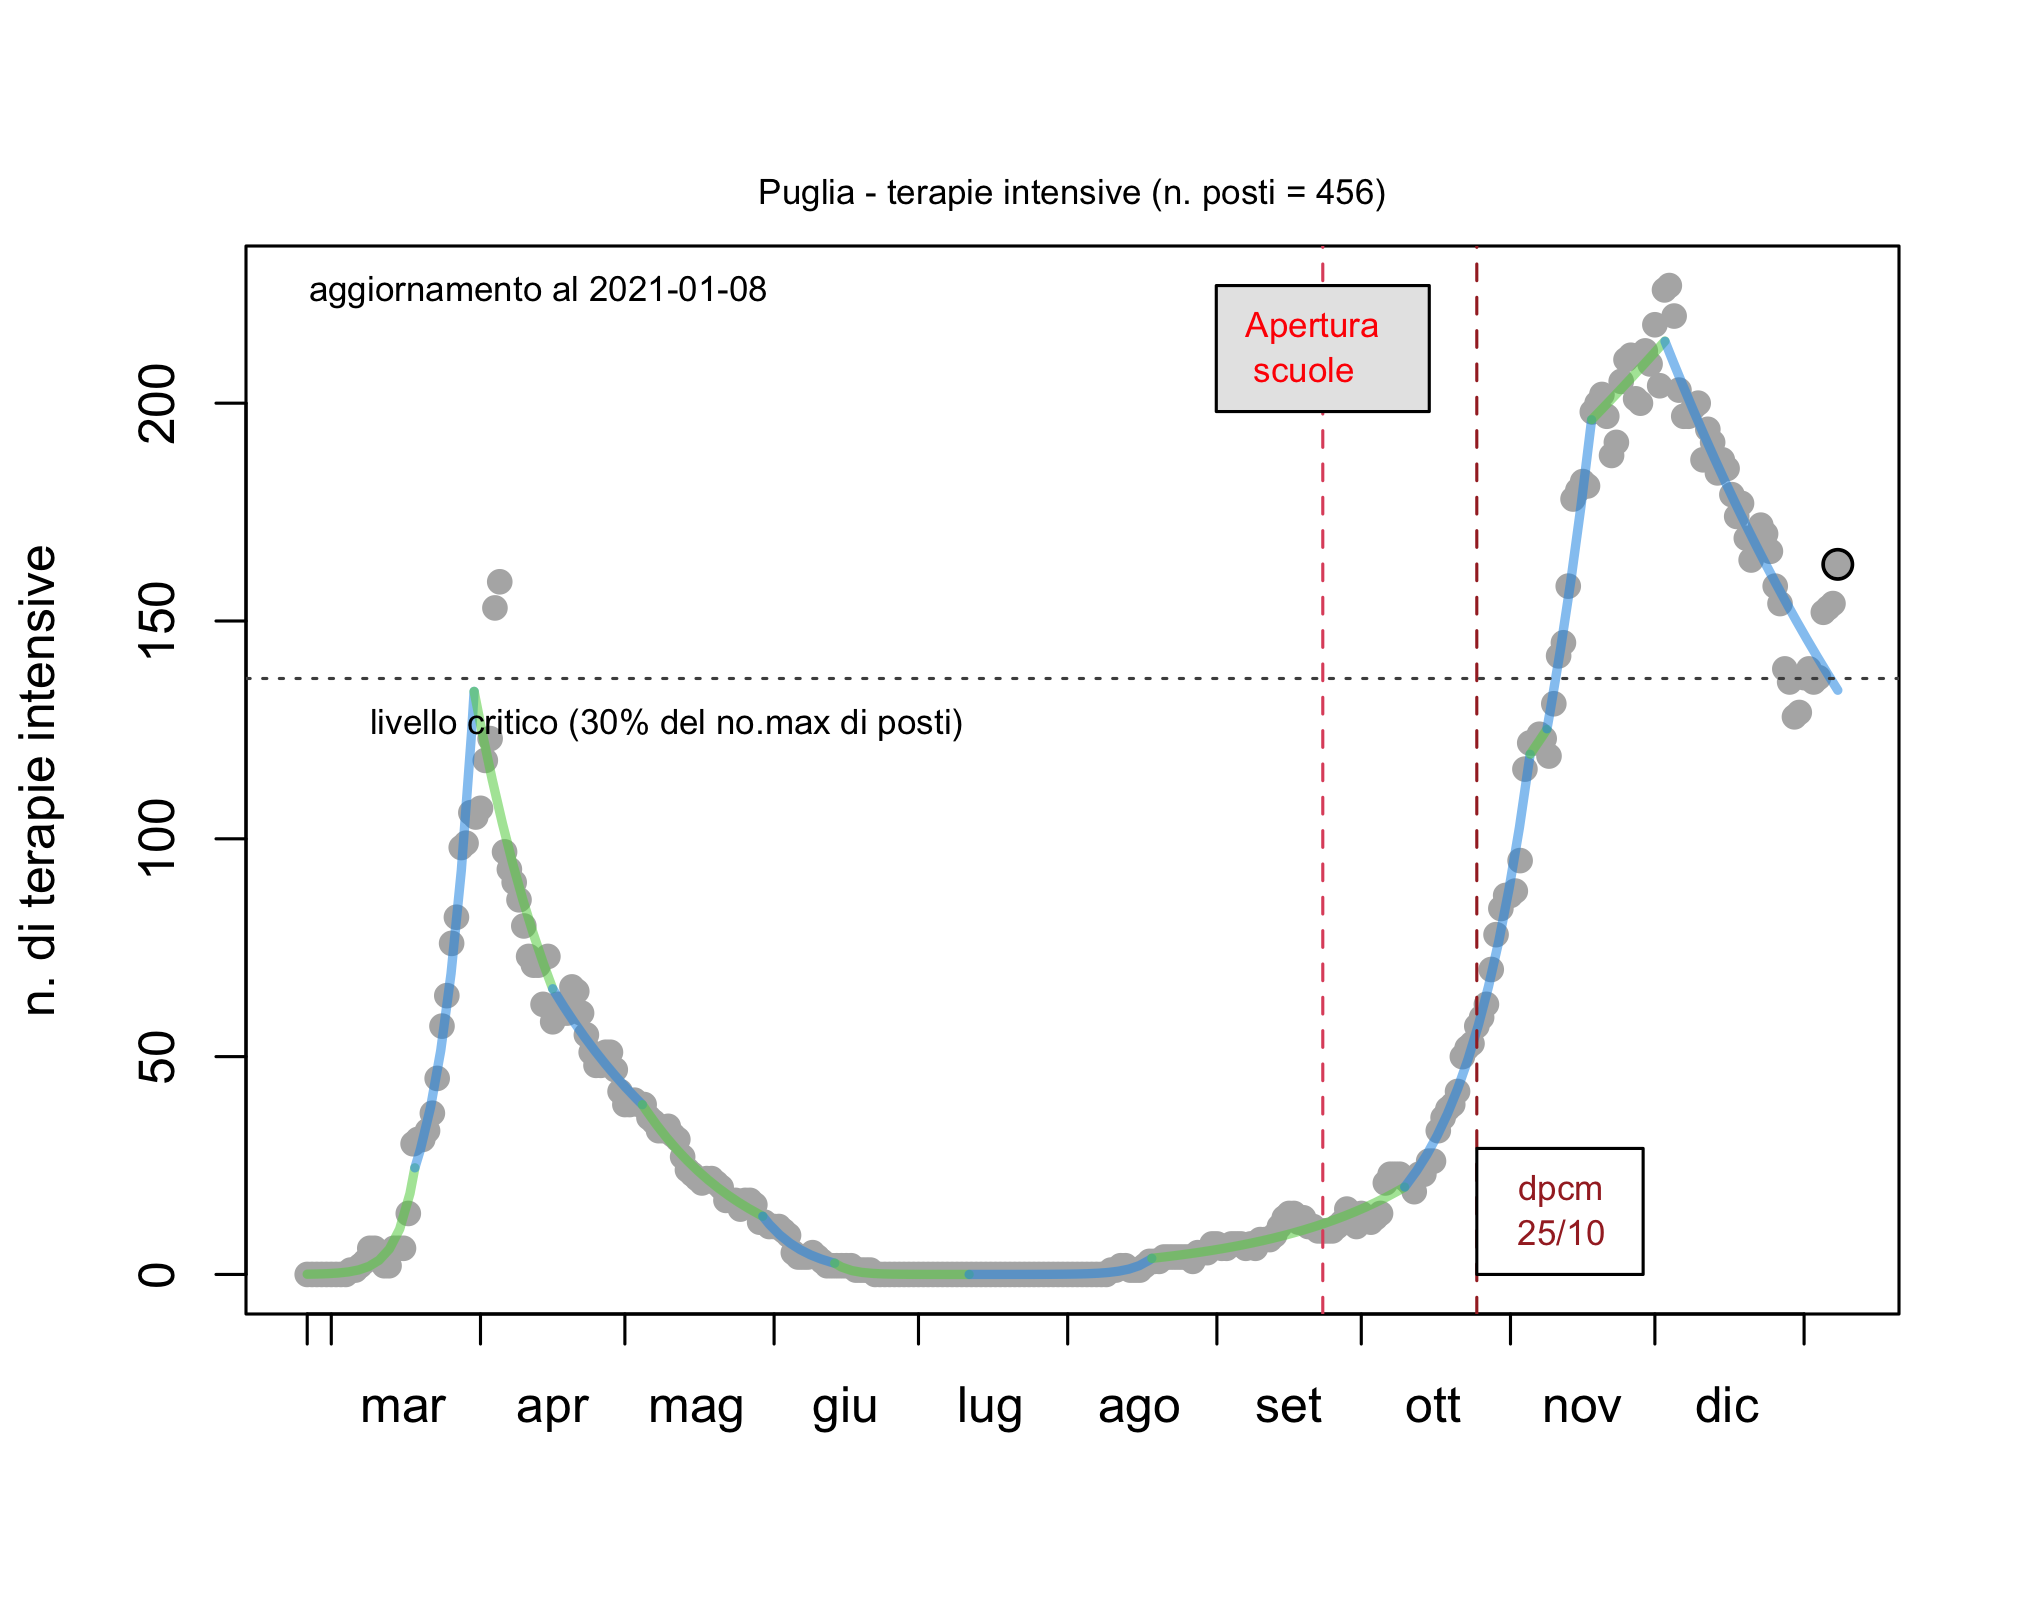 Puglia - terapie intensive (n. posti = 456)
aggiornamento al 2021-01-08
Apertura
scuole
livello critico (30% del no.max di posti)
dpcm
25/10
n. di terapie intensive
200
150
100
50
0
mar apr mag giu lug ago set ott nov dic